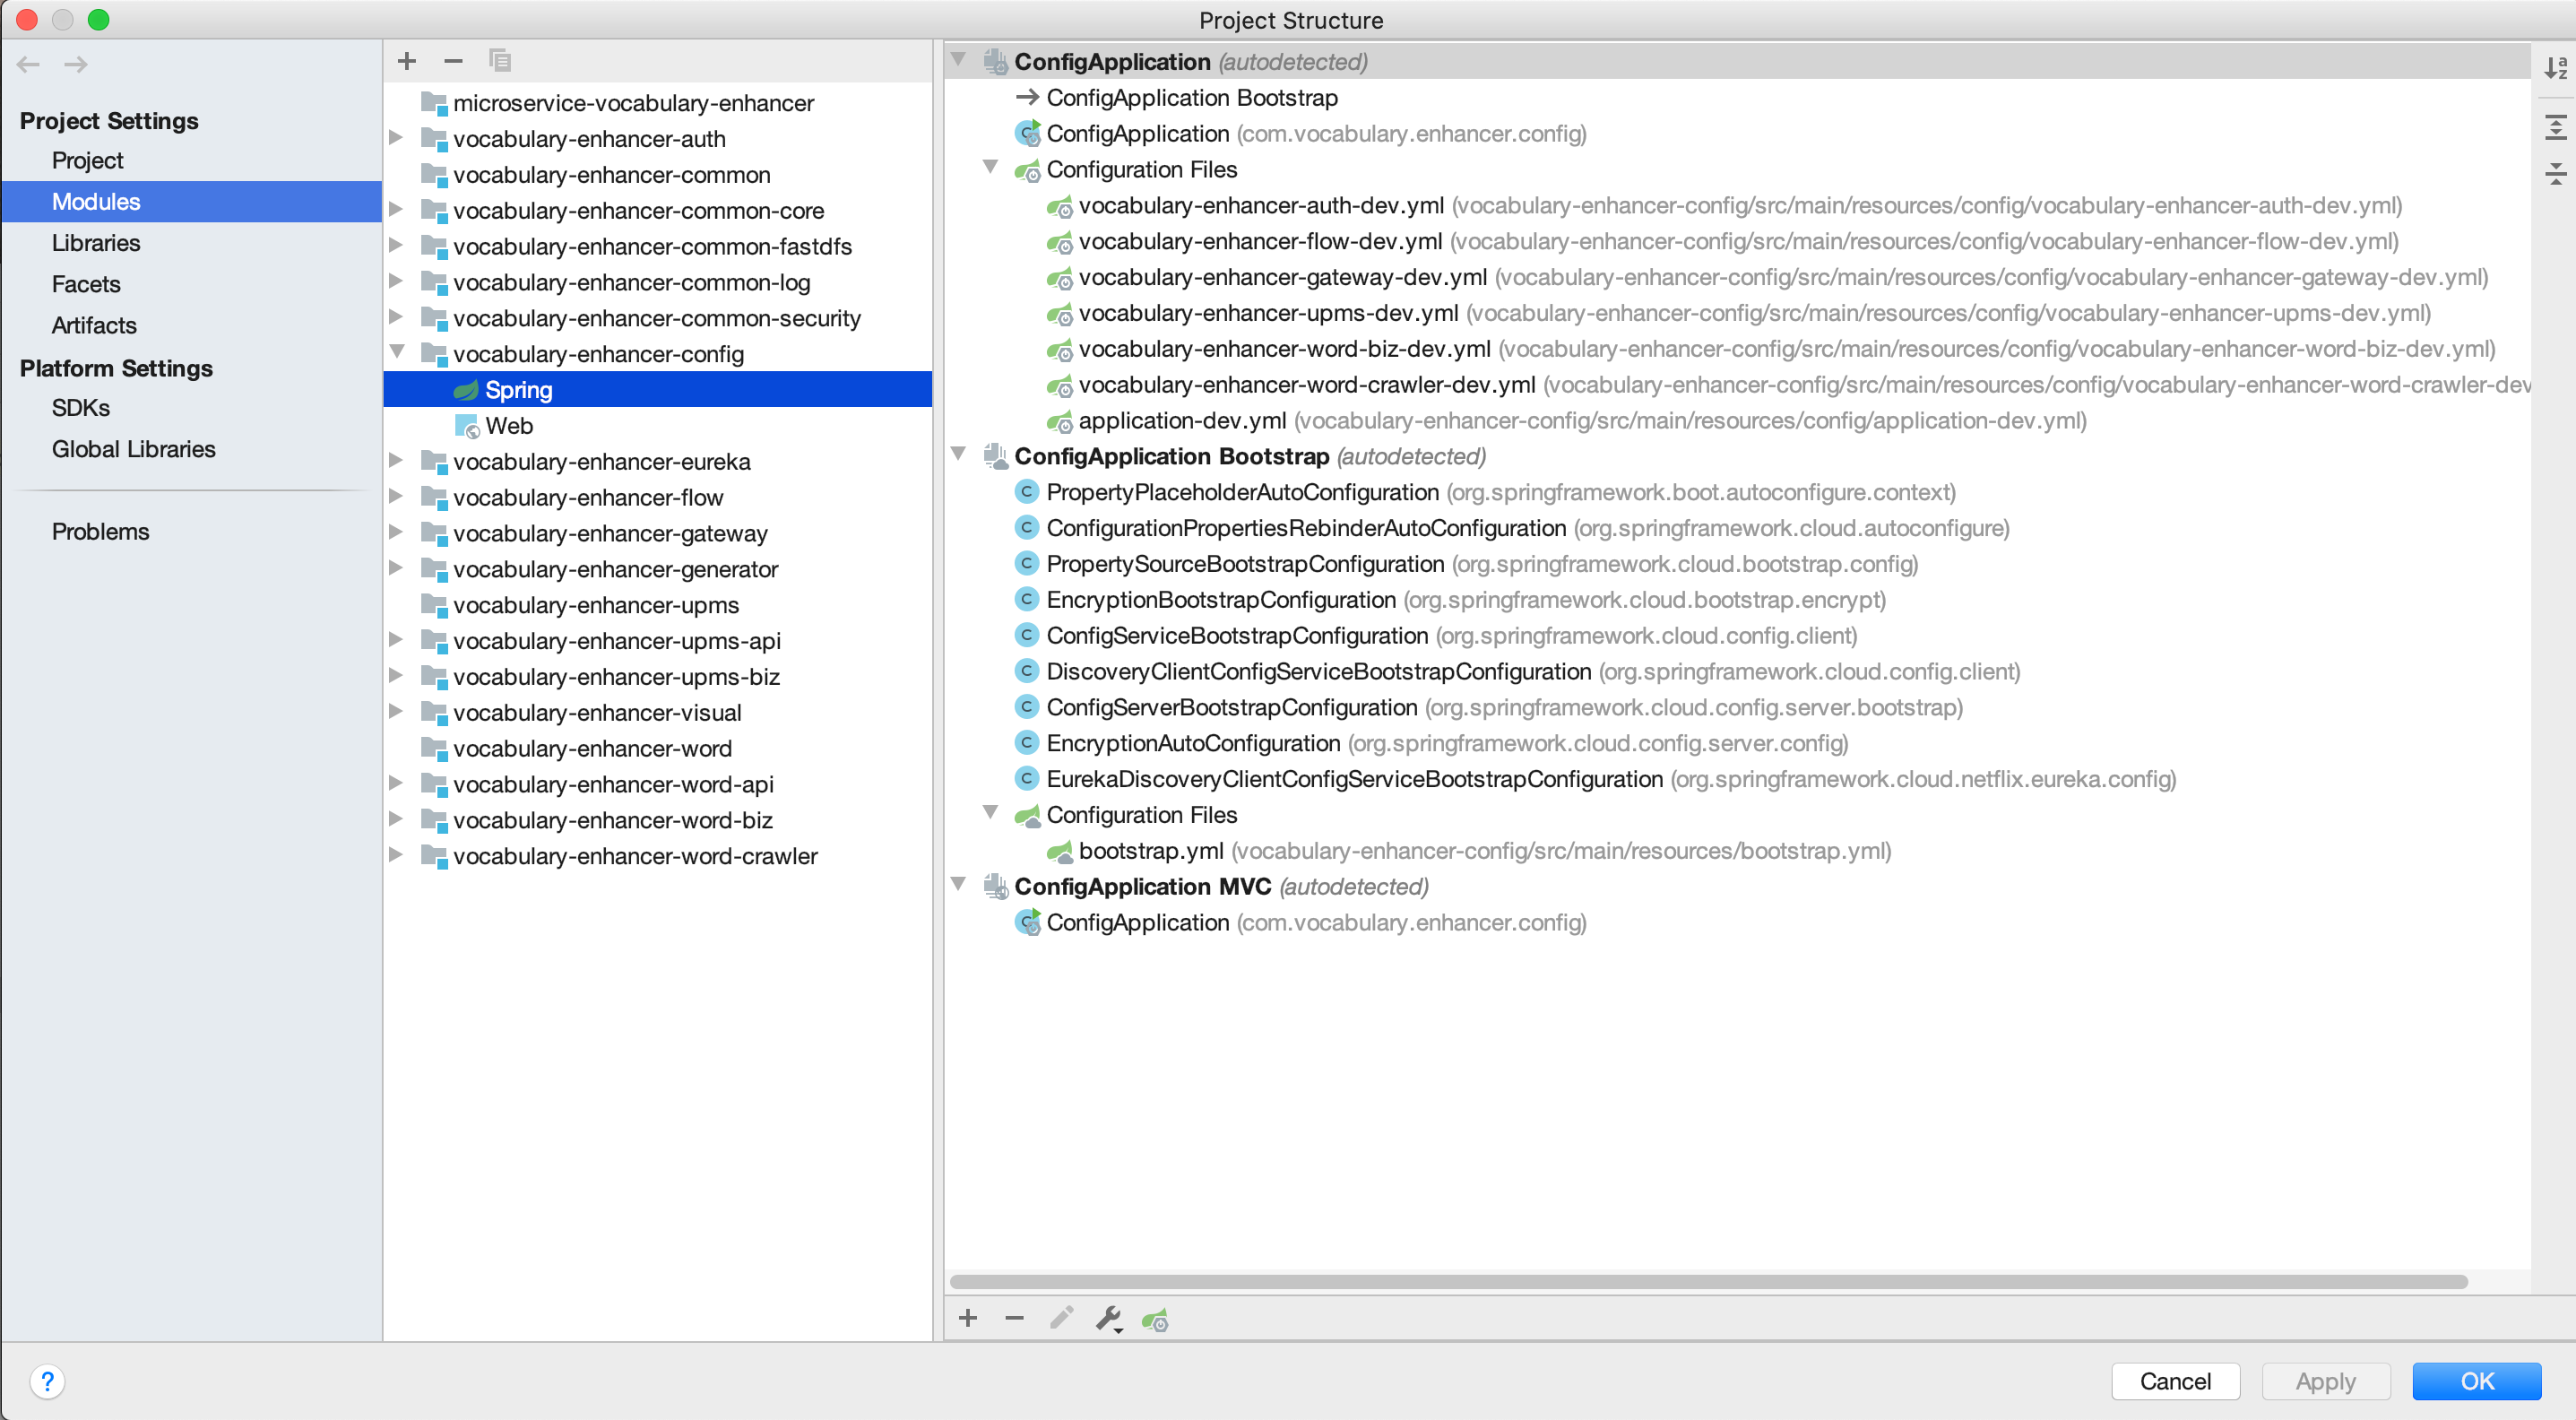 Project Structure
Project Settings
Project
Modules
Libraries
Facets
Artifacts
Platform Settings
SDKs
Global Libraries
Problems
microservice-vocabulary-enhancer
vocabulary-enhancer-auth
vocabulary-enhancer-common
vocabulary-enhancer-common-core
vocabulary-enhancer-common-fastdfs
vocabulary-enhancer-common-log
vocabulary-enhancer-common-security
vocabulary-enhancer-config
Spring
Web
vocabulary-enhancer-eureka
vocabulary-enhancer-flow
vocabulary-enhancer-gateway
vocabulary-enhancer-generator
vocabulary-enhancer-upms
vocabulary-enhancer-upms-api
vocabulary-enhancer-upms-biz
vocabulary-enhancer-visual
vocabulary-enhancer-word
vocabulary-enhancer-word-api
vocabulary-enhancer-word-biz
vocabulary-enhancer-word-crawler
ConfigApplication (autodetected)
ConfigApplication Bootstrap
ConfigApplication (com.vocabulary.enhancer.config)
Configuration Files
vocabulary-enhancer-auth-dev.yml (vocabulary-enhancer-config/src/main/resources/config/vocabulary-enhancer-auth-dev.yml)
vocabulary-enhancer-flow-dev.yml (vocabulary-enhancer-config/src/main/resources/config/vocabulary-enhancer-flow-dev.yml)
vocabulary-enhancer-gateway-dev.yml (vocabulary-enhancer-config/src/main/resources/config/vocabulary-enhancer-gateway-dev.yml)
vocabulary-enhancer-upms-dev.yml (vocabulary-enhancer-config/src/main/resources/config/vocabulary-enhancer-upms-dev.yml)
vocabulary-enhancer-word-biz-dev.yml (vocabulary-enhancer-config/src/main/resources/config/vocabulary-enhancer-word-biz-dev.yml)
vocabulary-enhancer-word-crawler-dev.yml (vocabulary-enhancer-config/src/main/resources/config/vocabulary-enhancer-word-crawler-dev
application-dev.yml (vocabulary-enhancer-config/src/main/resources/config/application-dev.yml)
ConfigApplication Bootstrap (autodetected)
PropertyPlaceholderAutoConfiguration (org.springframework.boot.autoconfigure.context)
ConfigurationPropertiesRebinderAutoConfiguration (org.springframework.cloud.autoconfigure)
PropertySourceBootstrapConfiguration (org.springframework.cloud.bootstrap.config)
EncryptionBootstrapConfiguration (org.springframework.cloud.bootstrap.encrypt)
ConfigServiceBootstrapConfiguration (org.springframework.cloud.config.client)
DiscoveryClientConfigServiceBootstrapConfiguration (org.springframework.cloud.config.client)
ConfigServerBootstrapConfiguration (org.springframework.cloud.config.server.bootstrap)
EncryptionAutoConfiguration (org.springframework.cloud.config.server.config)
EurekaDiscoveryClientConfigServiceBootstrapConfiguration (org.springframework.cloud.netflix.eureka.config)
Configuration Files
bootstrap.yml (vocabulary-enhancer-config/src/main/resources/bootstrap.yml)
ConfigApplication MVC (autodetected)
ConfigApplication (com.vocabulary.enhancer.config)
? Cancel Apply OK